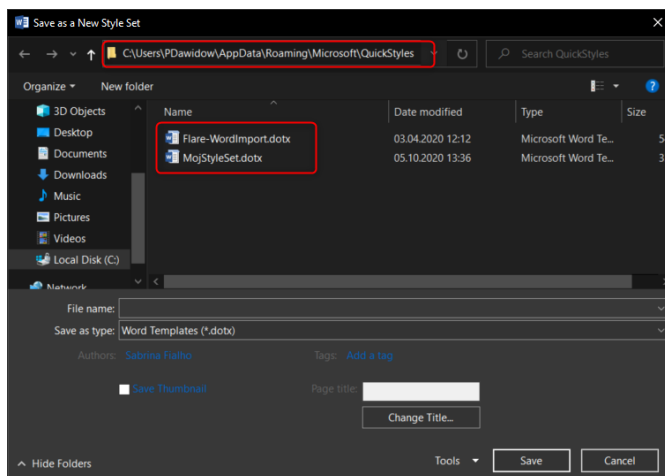 Save as a New Style Set
C:\Users\PDawidow\AppData\Roaming\Microsoft\QuickStyles
Search QuickStyles
Organize
New folder
3D Objects
Desktop
Documents
Downloads
Music
Pictures
Videos
Local Disk (C:)
Network
Name
Date modified
Type
Size
Flare-WordImport.dotx
03.04.2020 12:12
Microsoft Word Te...
5
MojStyleSet.dotx
05.10.2020 13:36
Microsoft Word Te...
3
File name:
Save as type: Word Templates (*.dotx)
Authors: Sabrina Fialho
Tags: Add a tag
Save Thumbnail
Page title:
Change Title...
Hide Folders
Tools
Save
Cancel